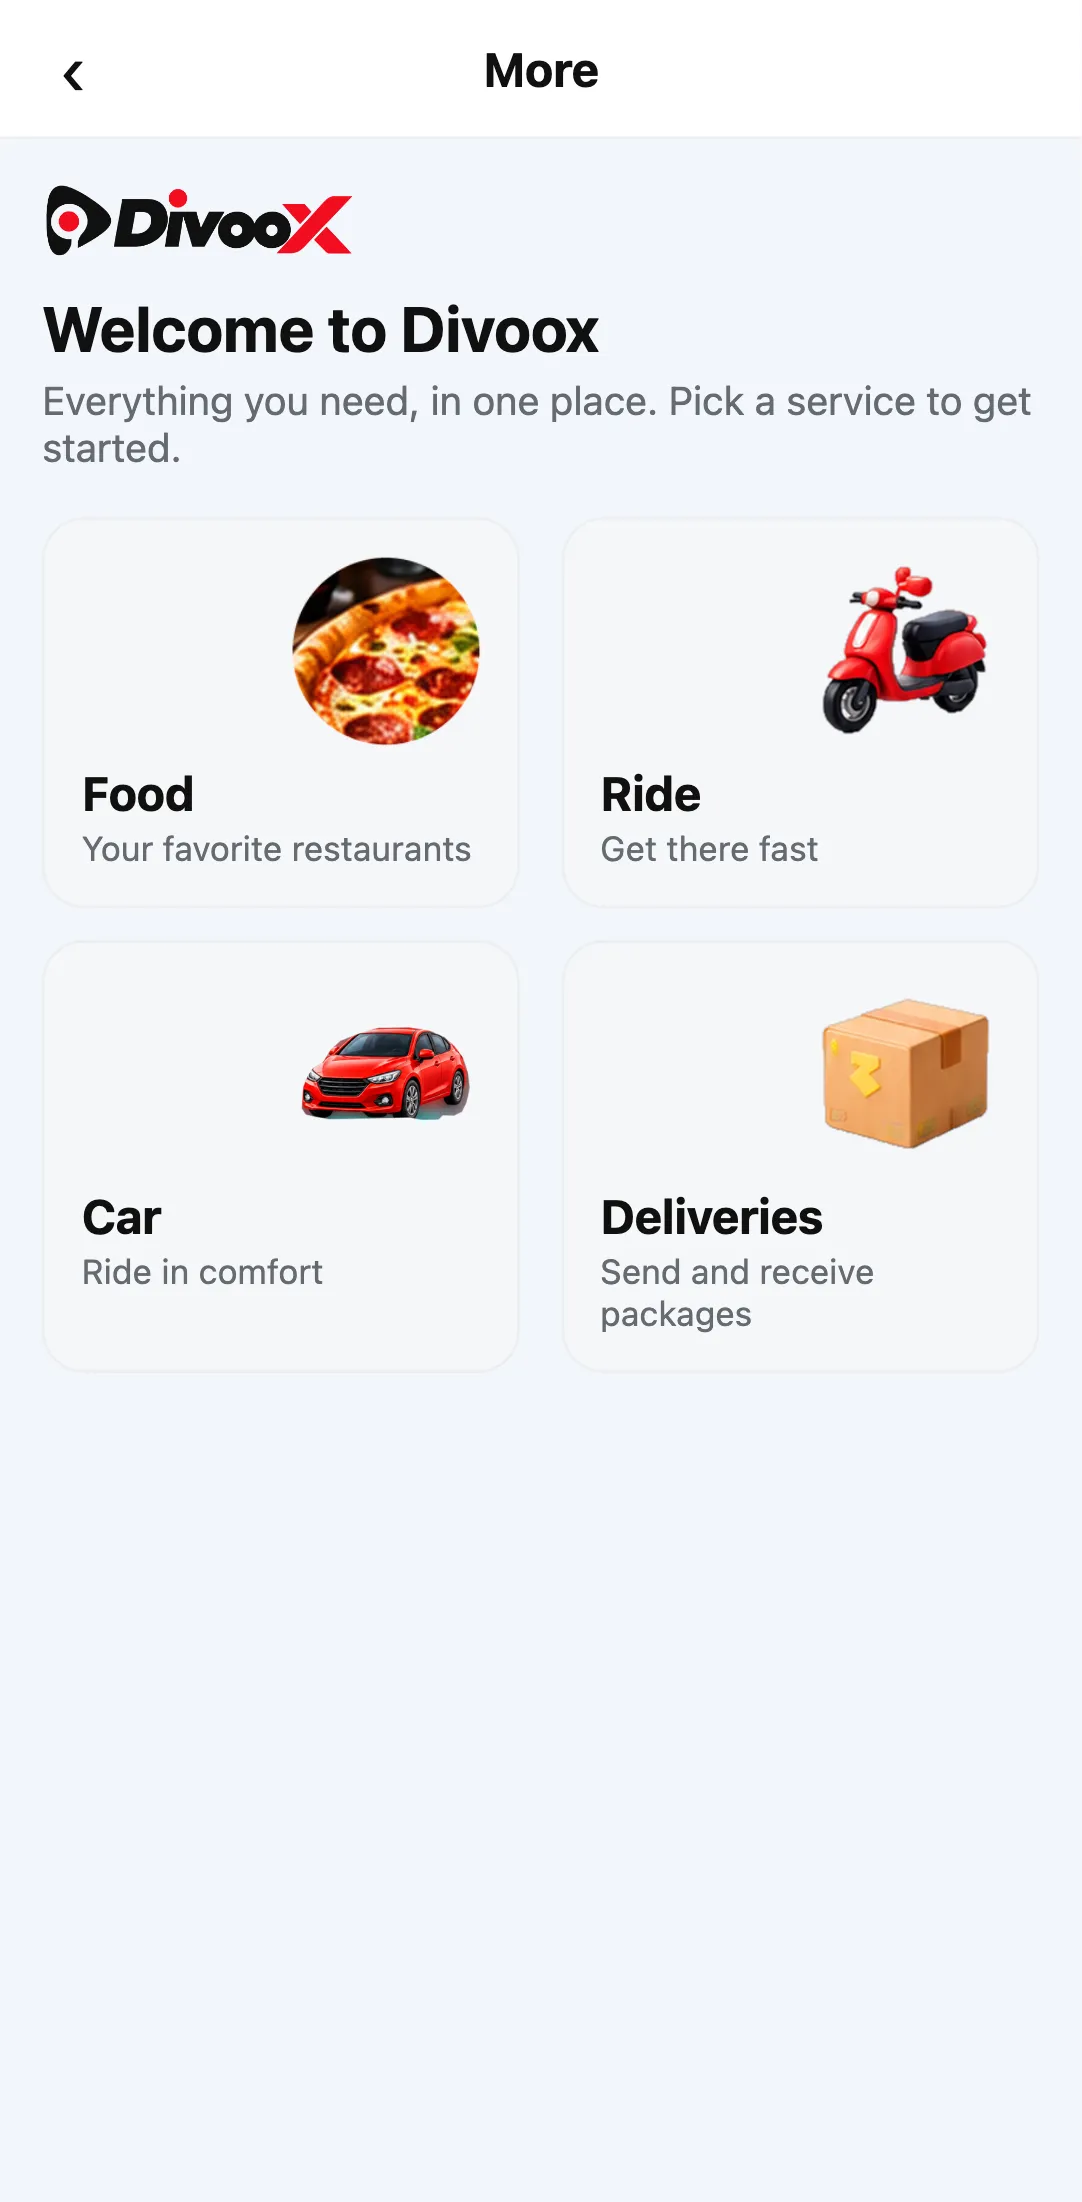 More
DivooX
Welcome to Divoox
Everything you need, in one place. Pick a service to get
started.
Food
Your favorite restaurants
Ride
Get there fast
Car
Ride in comfort
Deliveries
Send and receive
packages